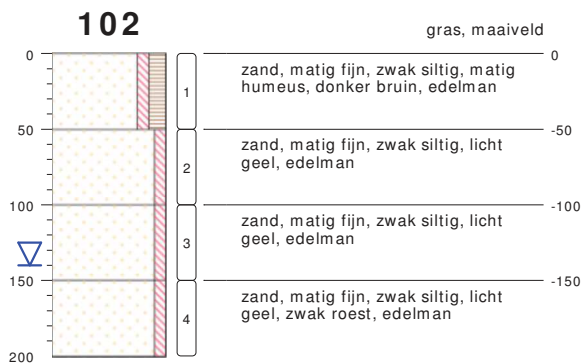 102
gras, maaiveld
0
0
zand, matig fijn, zwak siltig, matig
humeus, donker bruin, edelman
1
50
-50
zand, matig fijn, zwak siltig, licht
geel, edelman
2
100
-100
zand, matig fijn, zwak siltig, licht
geel, edelman
3
150
-150
zand, matig fijn, zwak siltig, licht
geel, zwak roest, edelman
4
200